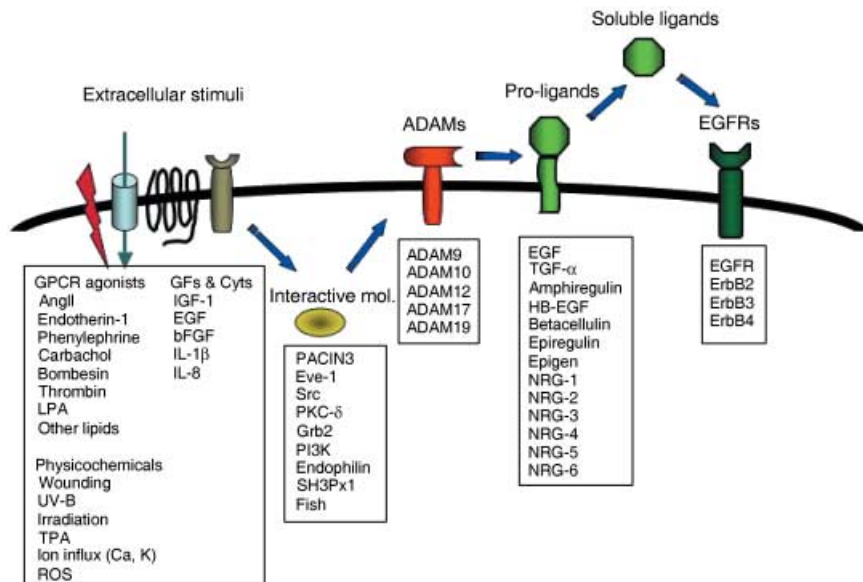 Soluble ligands
Pro-ligands
Extracellular stimuli
ADAMs
EGFRs
GPCR agonists
AngII
Endotherin-1
Phenylephrine
Carbachol
Bombesin
Thrombin
LPA
Other lipids
GFs & Cyts
IGF-1
EGF
bFGF
IL-1β
IL-8
Physicochemicals
Wounding
UV-B
Irradiation
TPA
Ion influx (Ca, K)
ROS
Interactive mol.
PACIN3
Eve-1
Src
PKC-δ
Grb2
PI3K
Endophilin
SH3Px1
Fish
ADAM9
ADAM10
ADAM12
ADAM17
ADAM19
EGF
TGF-α
Amphiregulin
HB-EGF
Betacellulin
Epiregulin
Epigen
NRG-1
NRG-2
NRG-3
NRG-4
NRG-5
NRG-6
EGFR
ErbB2
ErbB3
ErbB4